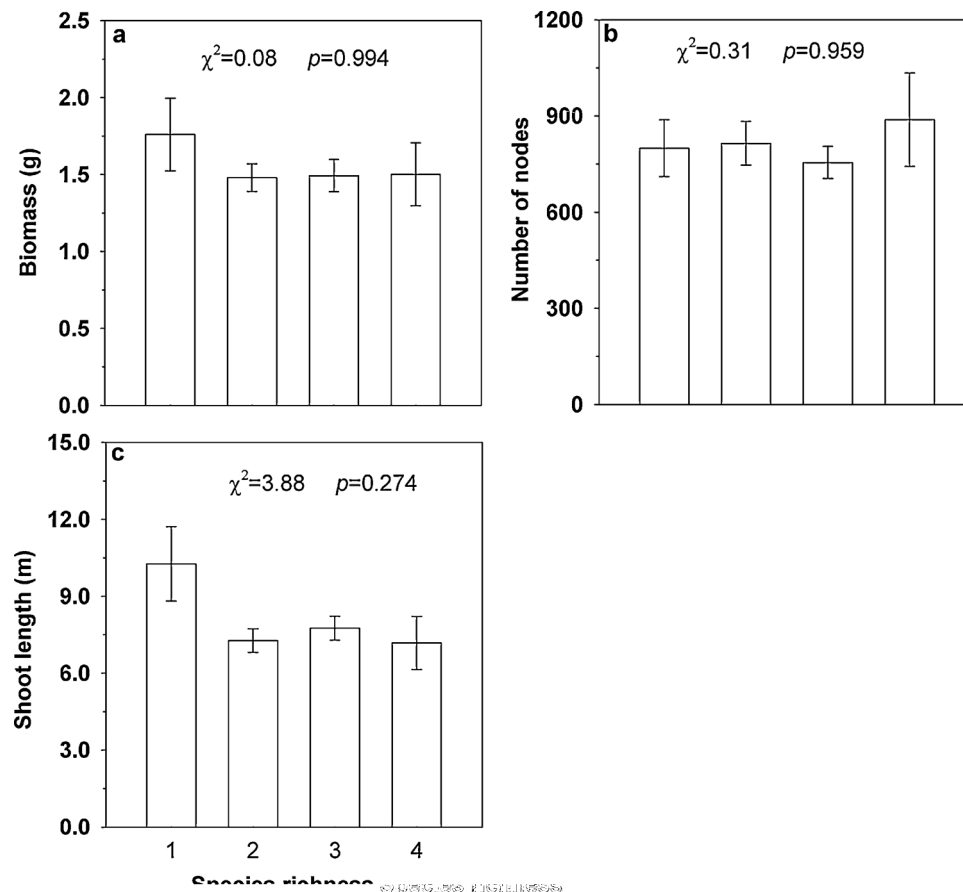 a
χ²=0.08 p=0.994
2.5
2.0
1.5
1.0
0.5
0.0
Biomass (g)
b
χ²=0.31 p=0.959
1200
900
600
300
0
Number of nodes
c
χ²=3.88 p=0.274
15.0
12.0
9.0
6.0
3.0
0.0
Shoot length (m)
1 2 3 4
Species richness